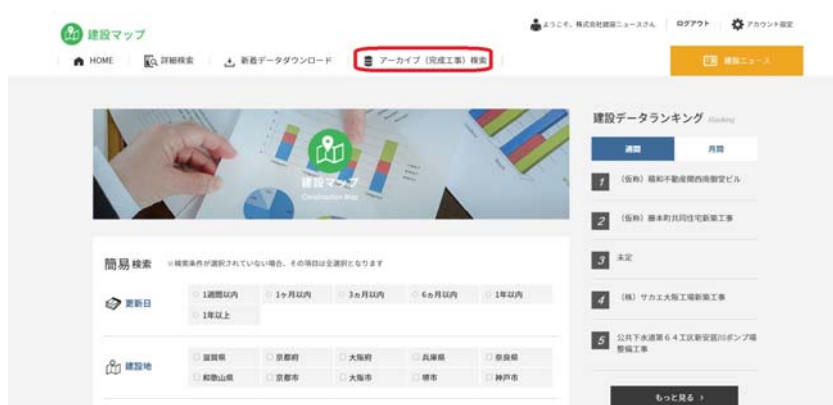 建設マップ
ようこそ、株式会社建設ニュースさん
ログアウト
アカウント設定
HOME
詳細検索
新着データダウンロード
アーカイブ（完成工事）検索
建設ニュース
建設マップ
Construction Map
建設データランキング Ranking
週間
月間
1 （仮称）積和不動産関西南御堂ビル
2 （仮称）藤本町共同住宅新築工事
3 未定
4 （株）サカエ大阪工場新築工事
5 公共下水道第６４工区新安居川ポンプ場
整備工事
もっと見る
簡易検索 ※検索条件が選択されていない場合、その項目は全選択となります
更新日
1週間以内 1ヶ月以内 3ヵ月以内 6ヵ月以内 1年以内
1年以上
建設地
滋賀県 京都府 大阪府 兵庫県 奈良県
和歌山県 京都市 大阪市 堺市 神戸市